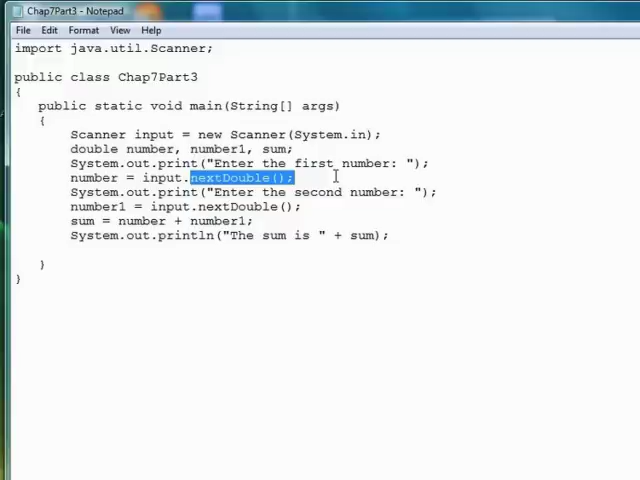 Chap7Part3 - Notepad
File Edit Format View Help
import java.util.Scanner;
public class Chap7Part3
{
public static void main(String[] args)
{
Scanner input = new Scanner(System.in);
double number, number1, sum;
System.out.print("Enter the first number: ");
number = input.nextDouble();
System.out.print("Enter the second number: ");
number1 = input.nextDouble();
sum = number + number1;
System.out.println("The sum is " + sum);
}
}